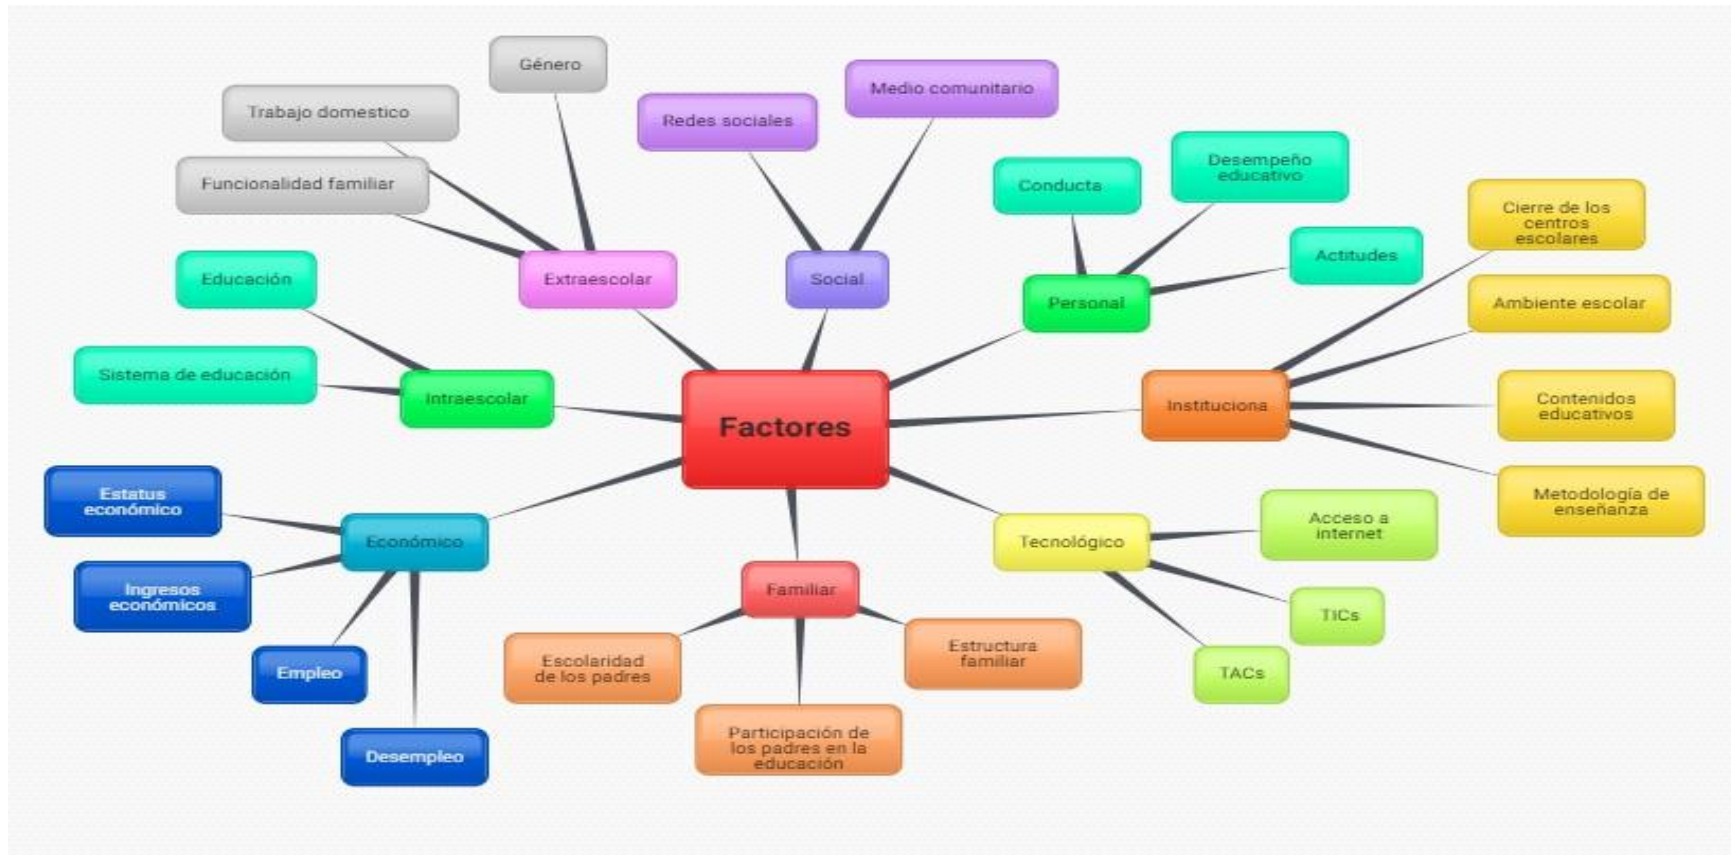 Género
Medio comunitario
Trabajo domestico
Redes sociales
Desempeño
educativo
Funcionalidad familiar
Conducta
Cierre de los
centros
escolares
Educación
Extraescolar
Social
Actitudes
Personal
Ambiente escolar
Sistema de educación
Intraescolar
Factores
Instituciona
Contenidos
educativos
Estatus
económico
Económico
Tecnológico
Acceso a
internet
Metodología de
enseñanza
Ingresos
económicos
Familiar
TICs
Empleo
Escolaridad
de los padres
Estructura
familiar
TACs
Desempleo
Participación de
los padres en la
educación